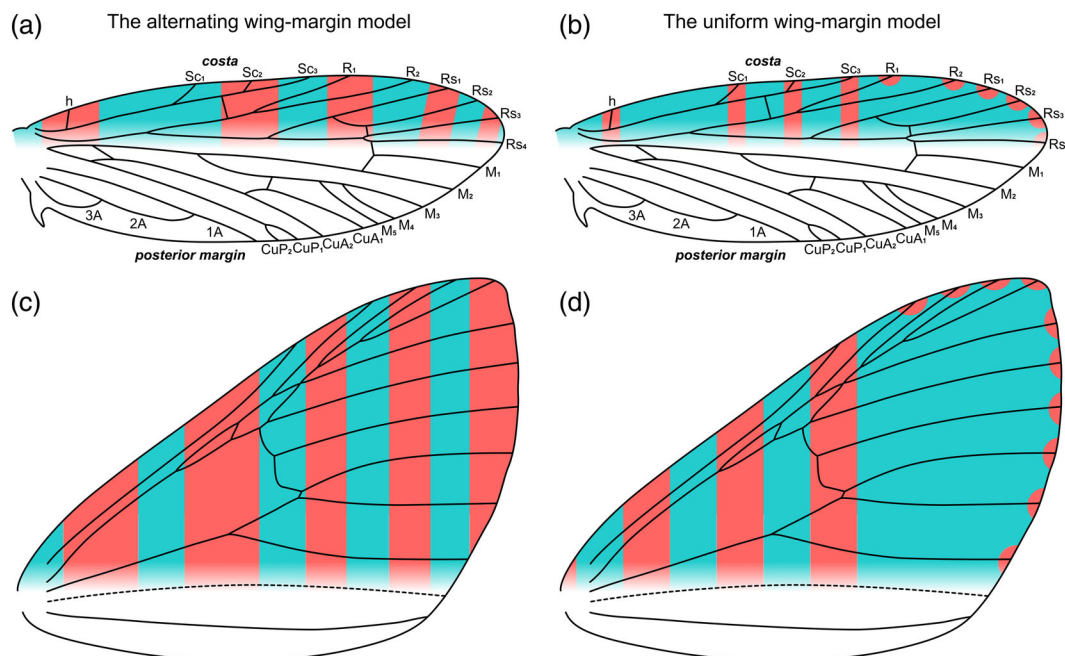 (a) The alternating wing-margin model
costa
h Sc₁ Sc₂ Sc₃ R₁ R₂ Rs₁ Rs₂ Rs₃ Rs₄
M₁
M₂
M₃
3A 2A 1A CuP₂ CuP₁ CuA₂ CuA₁ M₅ M₄
posterior margin
(b) The uniform wing-margin model
costa
h Sc₁ Sc₂ Sc₃ R₁ R₂ Rs₁ Rs₂ Rs₃ Rs
M₁
M₂
M₃
3A 2A 1A CuP₂ CuP₁ CuA₂ CuA₁ M₅ M₄
posterior margin
(c)
(d)